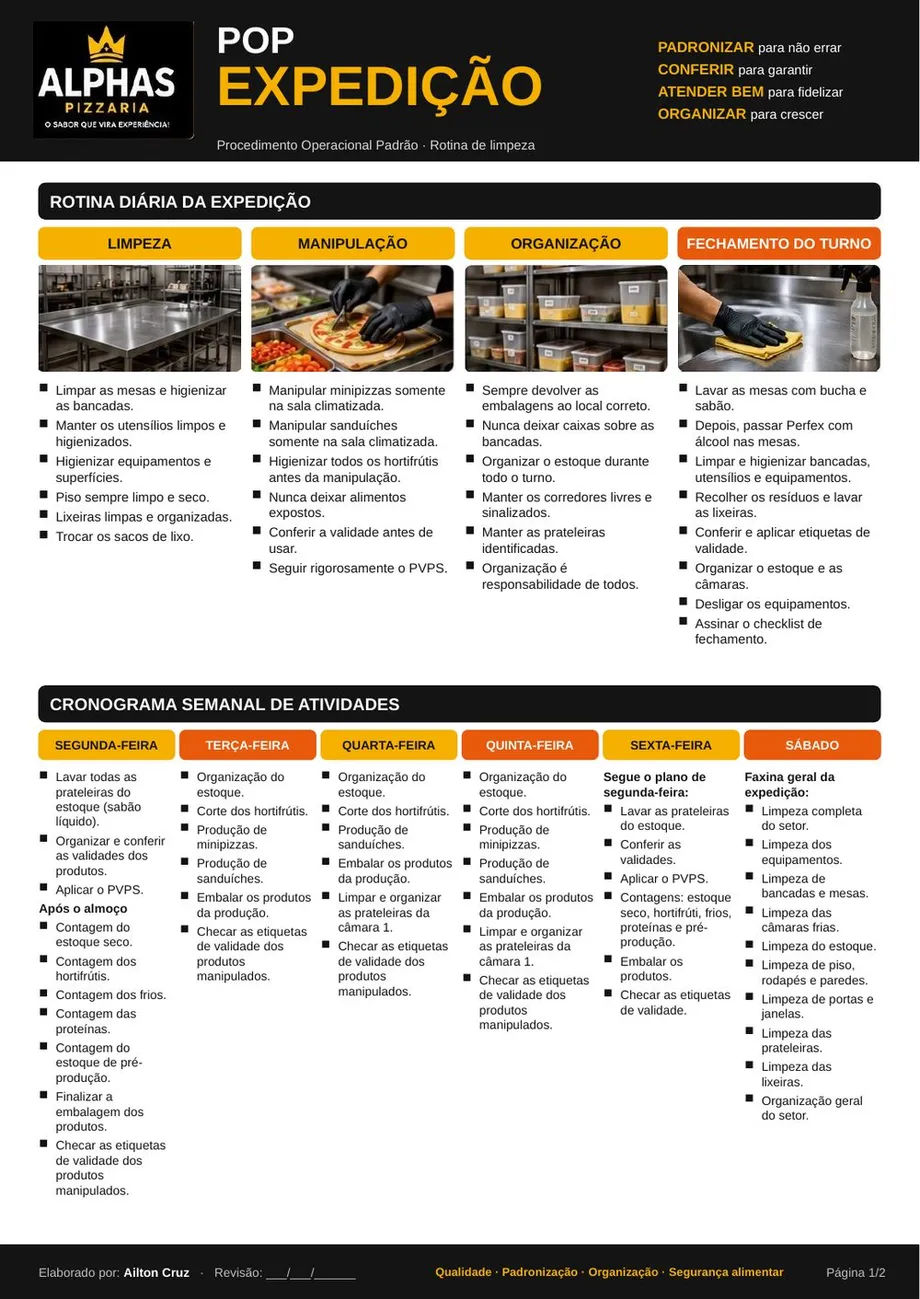 ALPHAS
PIZZARIA
O SABOR QUE VIRA EXPERIÊNCIA!
POP
EXPEDIÇÃO
Procedimento Operacional Padrão · Rotina de limpeza
PADRONIZAR para não errar
CONFERIR para garantir
ATENDER BEM para fidelizar
ORGANIZAR para crescer
ROTINA DIÁRIA DA EXPEDIÇÃO
LIMPEZA
Limpar as mesas e higienizar
as bancadas.
Manter os utensílios limpos e
higienizados.
Higienizar equipamentos e
superfícies.
Piso sempre limpo e seco.
Lixeiras limpas e organizadas.
Trocar os sacos de lixo.
MANIPULAÇÃO
Manipular minipizzas somente
na sala climatizada.
Manipular sanduíches
somente na sala climatizada.
Higienizar todos os hortifrútis
antes da manipulação.
Nunca deixar alimentos
expostos.
Conferir a validade antes de
usar.
Seguir rigorosamente o PVPS.
ORGANIZAÇÃO
Sempre devolver as
embalagens ao local correto.
Nunca deixar caixas sobre as
bancadas.
Organizar o estoque durante
todo o turno.
Manter os corredores livres e
sinalizados.
Manter as prateleiras
identificadas.
Organização é
responsabilidade de todos.
FECHAMENTO DO TURNO
Lavar as mesas com bucha e
sabão.
Depois, passar Perfex com
álcool nas mesas.
Limpar e higienizar bancadas,
utensílios e equipamentos.
Recolher os resíduos e lavar
as lixeiras.
Conferir e aplicar etiquetas de
validade.
Organizar o estoque e as
câmaras.
Desligar os equipamentos.
Assinar o checklist de
fechamento.
CRONOGRAMA SEMANAL DE ATIVIDADES
SEGUNDA-FEIRA
Lavar todas as
prateleiras do
estoque (sabão
líquido).
Organizar e conferir
as validades dos
produtos.
Aplicar o PVPS.
Após o almoço
Contagem do
estoque seco.
Contagem dos
hortifrútis.
Contagem dos frios.
Contagem das
proteínas.
Contagem do
estoque de pré-
produção.
Finalizar a
embalagem dos
produtos.
Checar as etiquetas
de validade dos
produtos
manipulados.
TERÇA-FEIRA
Organização do
estoque.
Corte dos hortifrútis.
Produção de
minipizzas.
Produção de
sanduíches.
Embalar os produtos
da produção.
Checar as etiquetas
de validade dos
produtos
manipulados.
QUARTA-FEIRA
Organização do
estoque.
Corte dos hortifrútis.
Produção de
sanduíches.
Embalar os produtos
da produção.
Limpar e organizar
as prateleiras da
câmara 1.
Checar as etiquetas
de validade dos
produtos
manipulados.
QUINTA-FEIRA
Organização do
estoque.
Corte dos hortifrútis.
Produção de
minipizzas.
Produção de
sanduíches.
Embalar os produtos
da produção.
Limpar e organizar
as prateleiras da
câmara 1.
Checar as etiquetas
de validade dos
produtos
manipulados.
SEXTA-FEIRA
Segue o plano de
segunda-feira:
Lavar as prateleiras
do estoque.
Conferir as
validades.
Aplicar o PVPS.
Contagens: estoque
seco, hortifrúti, frios,
proteínas e pré-
produção.
Embalar os
produtos.
Checar as etiquetas
de validade.
SÁBADO
Faxina geral da
expedição:
Limpeza completa
do setor.
Limpeza dos
equipamentos.
Limpeza de
bancadas e mesas.
Limpeza das
câmaras frias.
Limpeza do estoque.
Limpeza de piso,
rodapés e paredes.
Limpeza de portas e
janelas.
Limpeza das
prateleiras.
Limpeza das
lixeiras.
Organização geral
do setor.
Elaborado por: Ailton Cruz · Revisão: ___/___/______
Qualidade · Padronização · Organização · Segurança alimentar
Página 1/2